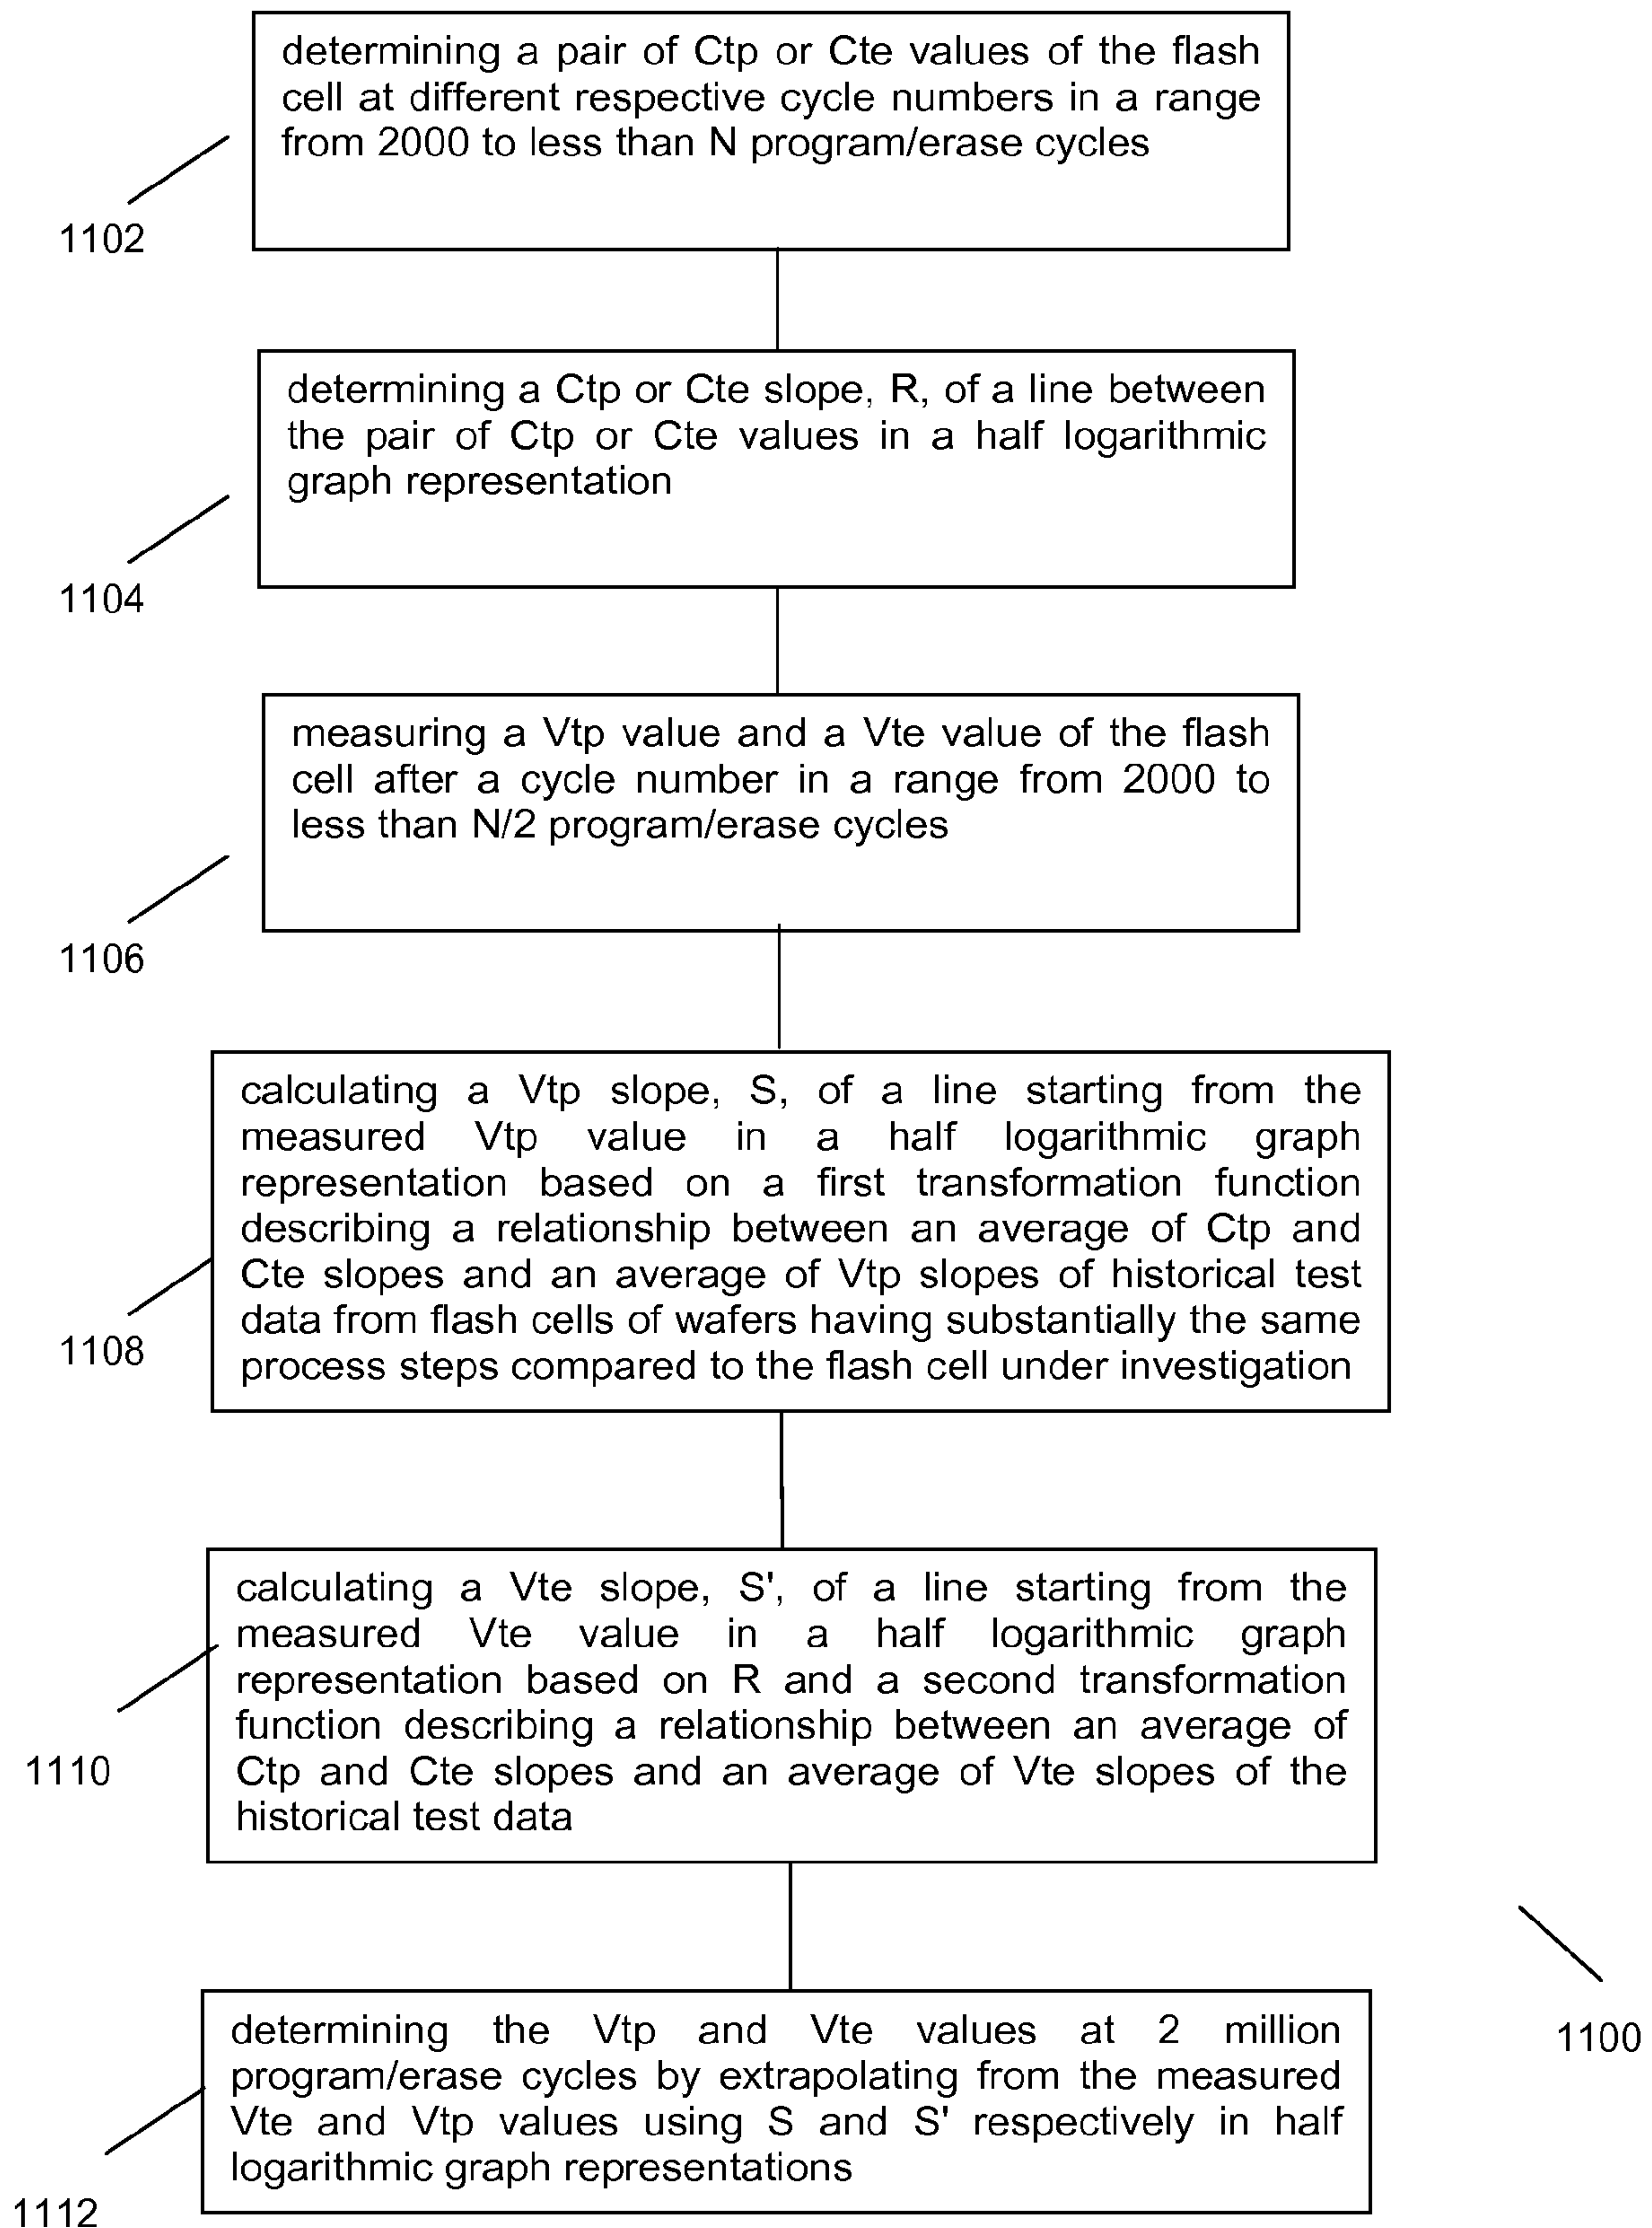 determining a pair of Ctp or Cte values of the flash
cell at different respective cycle numbers in a range
from 2000 to less than N program/erase cycles
1102
determining a Ctp or Cte slope, R, of a line between
the pair of Ctp or Cte values in a half logarithmic
graph representation
1104
measuring a Vtp value and a Vte value of the flash
cell after a cycle number in a range from 2000 to
less than N/2 program/erase cycles
1106
calculating a Vtp slope, S, of a line starting from the
measured Vtp value in a half logarithmic graph
representation based on a first transformation function
describing a relationship between an average of Ctp and
Cte slopes and an average of Vtp slopes of historical test
data from flash cells of wafers having substantially the same
process steps compared to the flash cell under investigation
1108
calculating a Vte slope, S', of a line starting from the
measured Vte value in a half logarithmic graph
representation based on R and a second transformation
function describing a relationship between an average of
Ctp and Cte slopes and an average of Vte slopes of the
historical test data
1110
determining the Vtp and Vte values at 2 million
program/erase cycles by extrapolating from the measured
Vte and Vtp values using S and S' respectively in half
logarithmic graph representations
1100
1112